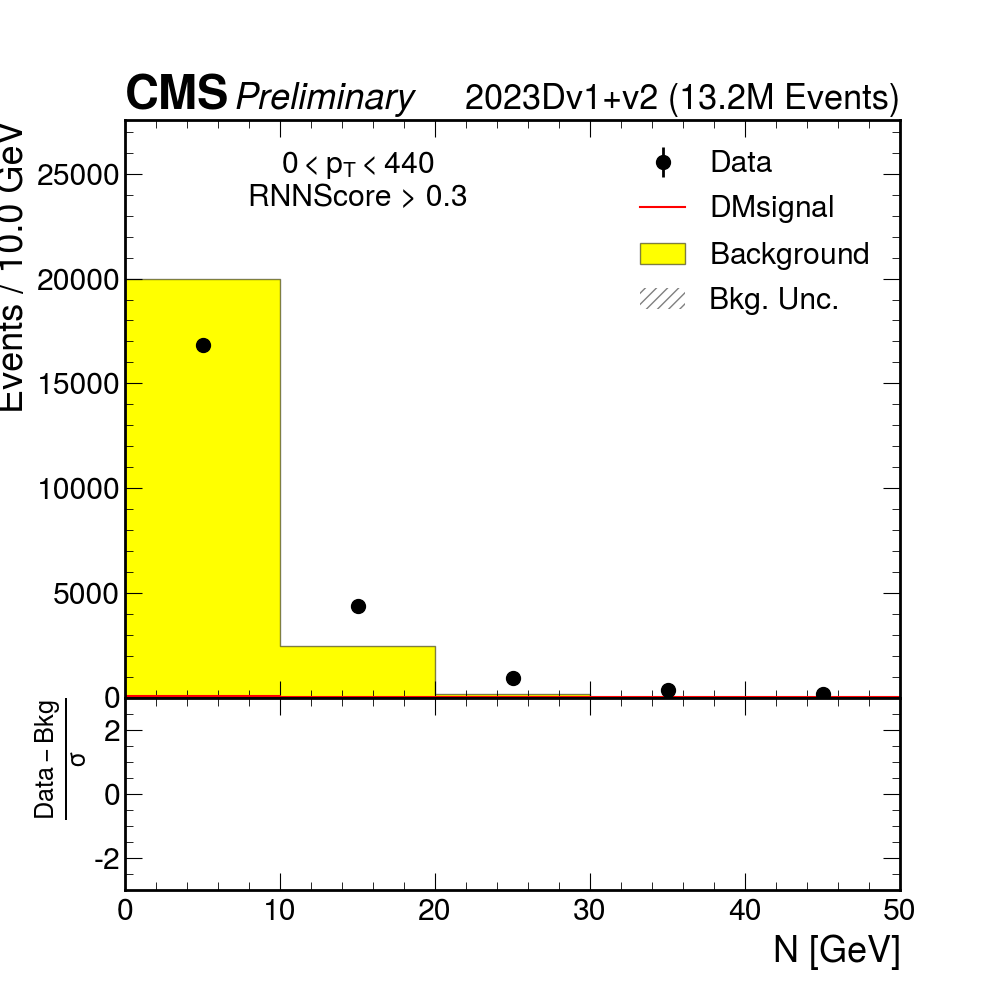 CMS Preliminary 2023Dv1+v2 (13.2M Events)
Events / 10.0 GeV
0 < pT < 440
RNNScore > 0.3
Data
DMsignal
Background
Bkg. Unc.
25000
20000
15000
10000
5000
0
Data – Bkg
σ
2
0
-2
0 10 20 30 40 50
N [GeV]